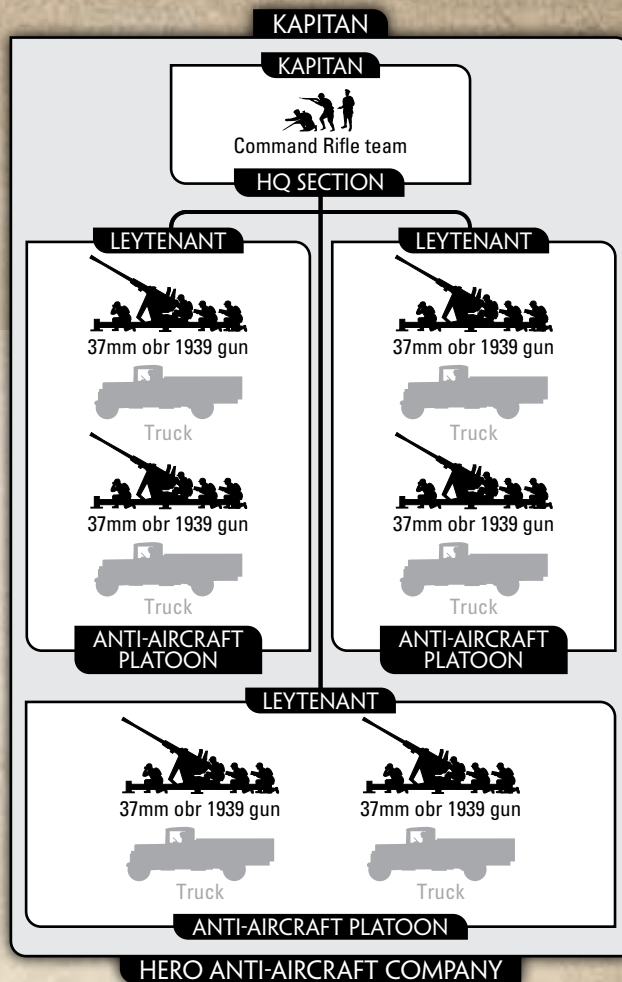 KAPITAN
KAPITAN
Command Rifle team
HQ SECTION
LEYTENANT
37mm obr 1939 gun
Truck
37mm obr 1939 gun
Truck
ANTI-AIRCRAFT
PLATOON
LEYTENANT
37mm obr 1939 gun
Truck
37mm obr 1939 gun
Truck
ANTI-AIRCRAFT
PLATOON
LEYTENANT
37mm obr 1939 gun
Truck
37mm obr 1939 gun
Truck
ANTI-AIRCRAFT PLATOON
HERO ANTI-AIRCRAFT COMPANY